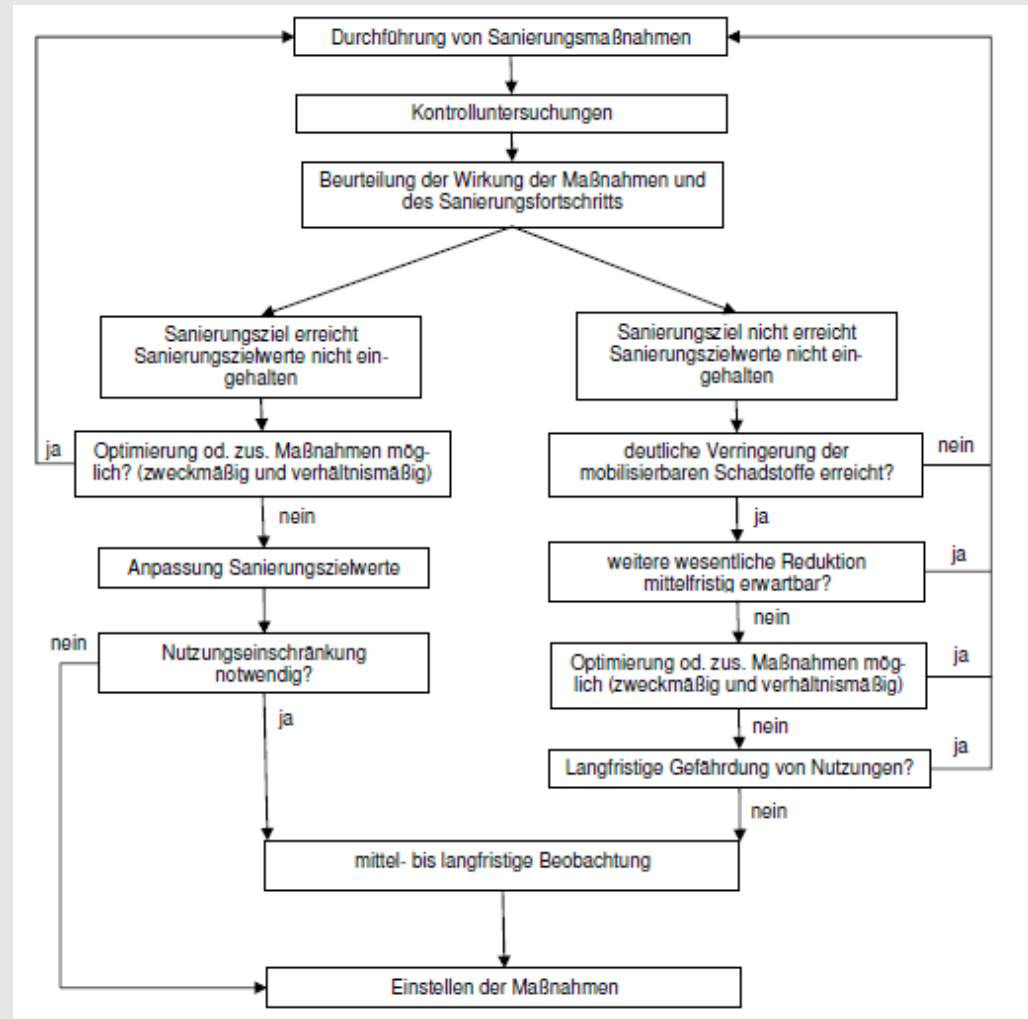 Durchführung von Sanierungsmaßnahmen
Kontrolluntersuchungen
Beurteilung der Wirkung der Maßnahmen und
des Sanierungsfortschritts
Sanierungsziel erreicht
Sanierungszielwerte nicht ein-
gehalten
ja
Optimierung od. zus. Maßnahmen mög-
lich? (zweckmäßig und verhältnismäßig)
nein
Anpassung Sanierungszielwerte
nein
Nutzungseinschränkung
notwendig?
ja
Sanierungsziel nicht erreicht
Sanierungszielwerte nicht ein-
gehalten
deutliche Verringerung der
mobilisierbaren Schadstoffe erreicht?
nein
ja
weitere wesentliche Reduktion
mittelfristig erwartbar?
ja
nein
Optimierung od. zus. Maßnahmen mög-
lich (zweckmäßig und verhältnismäßig)
ja
nein
Langfristige Gefährdung von Nutzungen?
ja
nein
mittel- bis langfristige Beobachtung
Einstellen der Maßnahmen